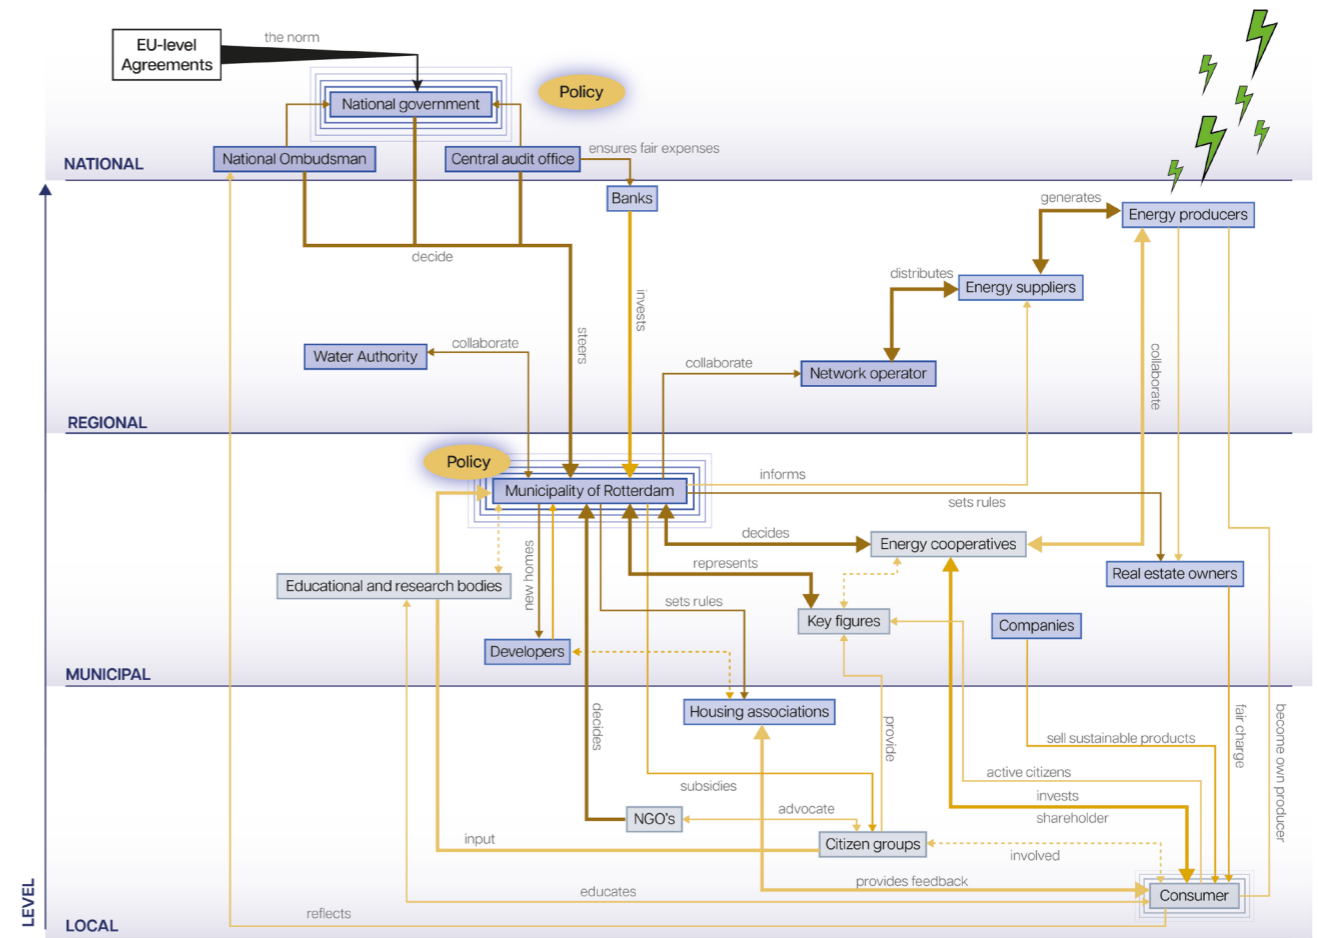 EU-level
Agreements
the norm
National government
Policy
National Ombudsman
Central audit office
ensures fair expenses
NATIONAL
Banks
generates
Energy producers
decide
distributes
Energy suppliers
invests
steers
collaborate
Water Authority
collaborate
Network operator
collaborate
REGIONAL
Policy
Municipality of Rotterdam
informs
sets rules
decides
Energy cooperatives
represents
Educational and research bodies
new homes
Real estate owners
sets rules
Key figures
Companies
Developers
MUNICIPAL
Housing associations
decides
provide
fair charge
become own producer
sell sustainable products
active citizens
subsidies
invests
shareholder
advocate
NGO's
input
Citizen groups
involved
provides feedback
educates
Consumer
reflects
LEVEL
LOCAL